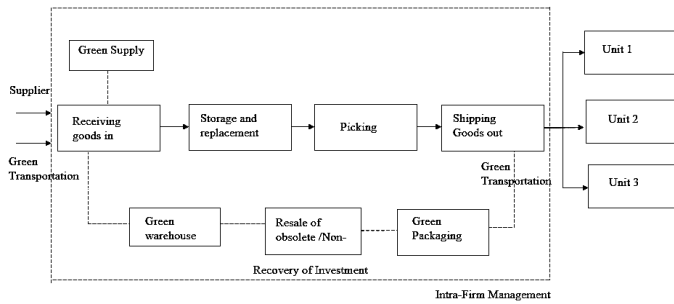 Green Supply
Unit 1
Supplier
Receiving
goods in
Storage and
replacement
Picking
Shipping
Goods out
Unit 2
Green
Transportation
Green
Transportation
Unit 3
Green
warehouse
Resale of
obsolete /Non-
Green
Packaging
Recovery of Investment
Intra-Firm Management